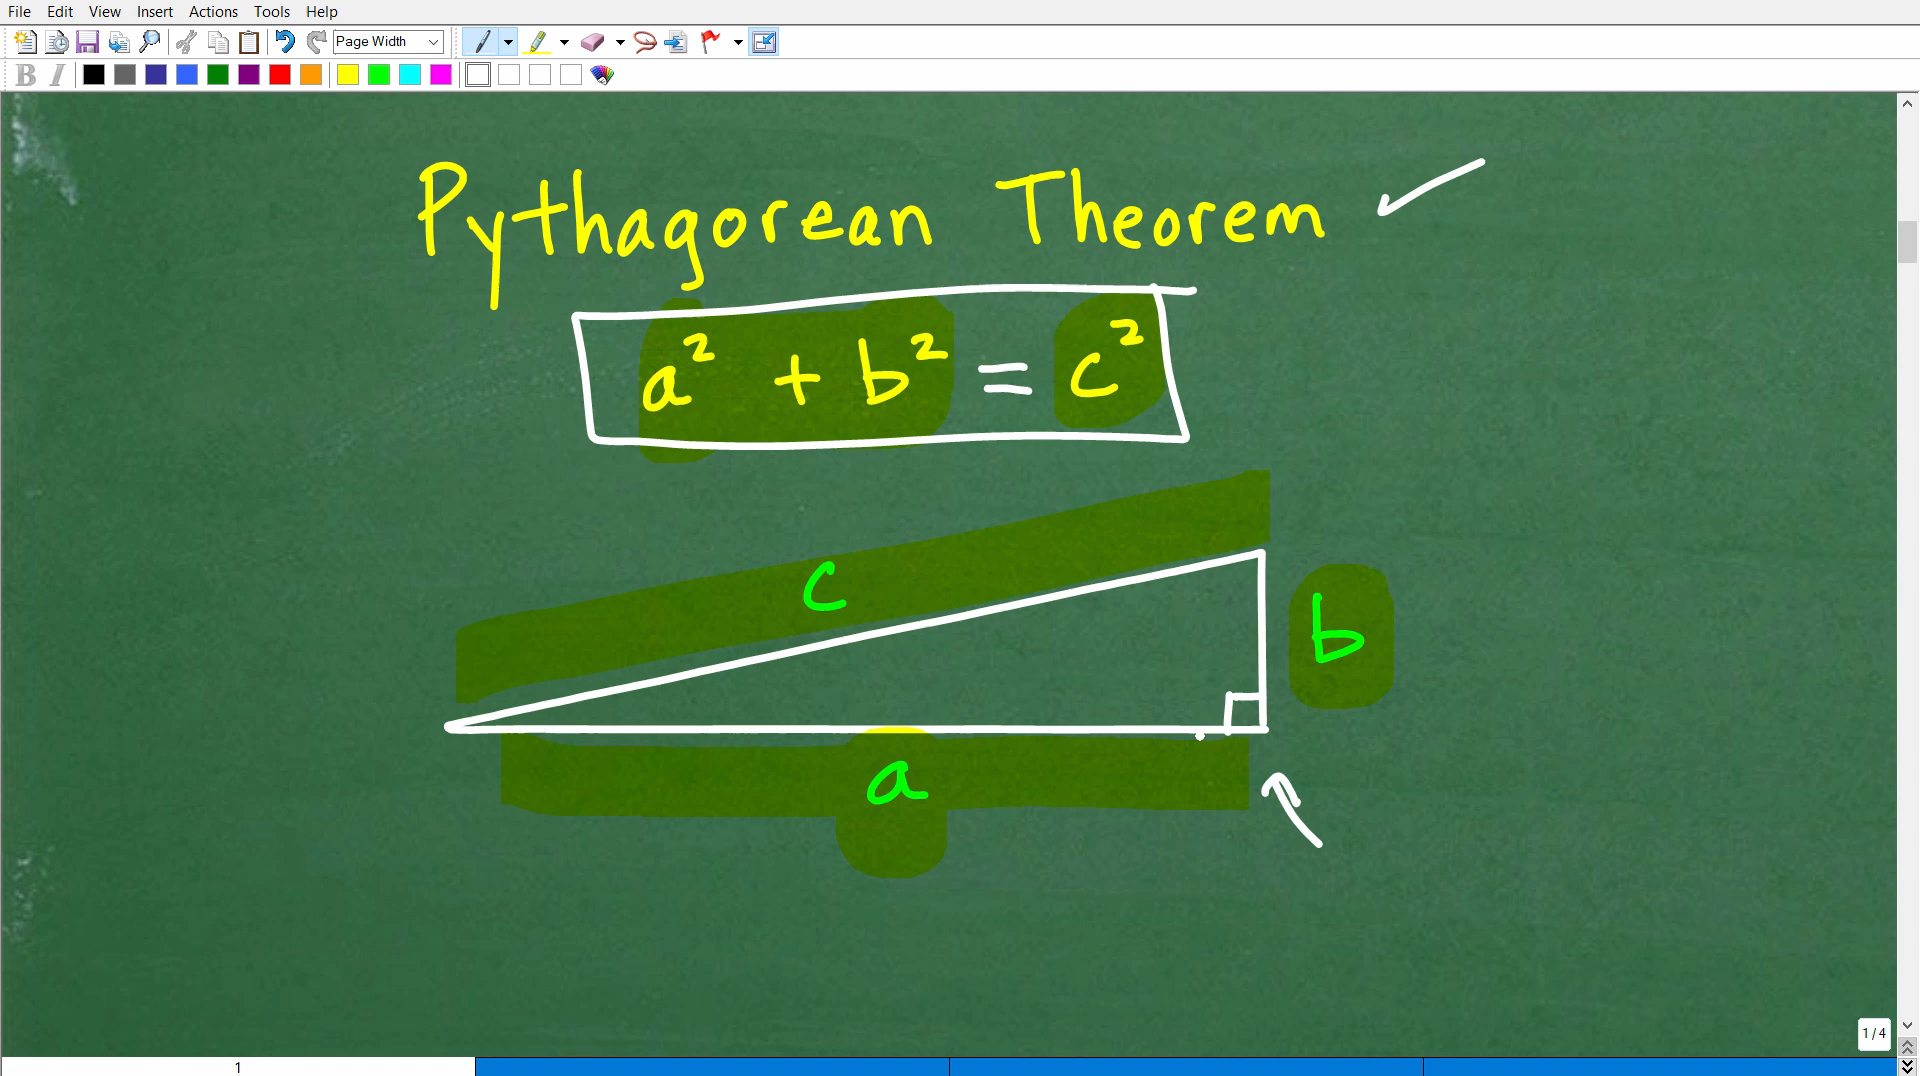 File Edit View Insert Actions Tools Help
Page Width
B I
Pythagorean Theorem
a² + b² = c²
c
b
a
1 / 4
1